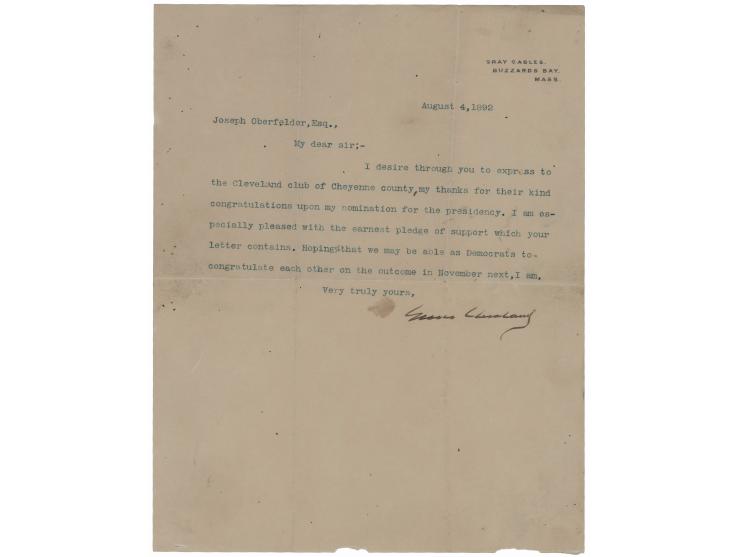 GRAY GABLES.
BUZZARDS BAY,
MASS.
August 4,1892
Joseph Oberfelder,Esq.,
My dear sir;-
I desire through you to express to
the Cleveland club of Cheyenne county,my thanks for their kind
congratulations upon my nomination for the presidency. I am es-
pecially pleased with the earnest pledge of support which your
letter contains. Hoping that we may be able as Democrats to-
congratulate each other on the outcome in November next,I am.
Very truly yours,
Grover Cleveland